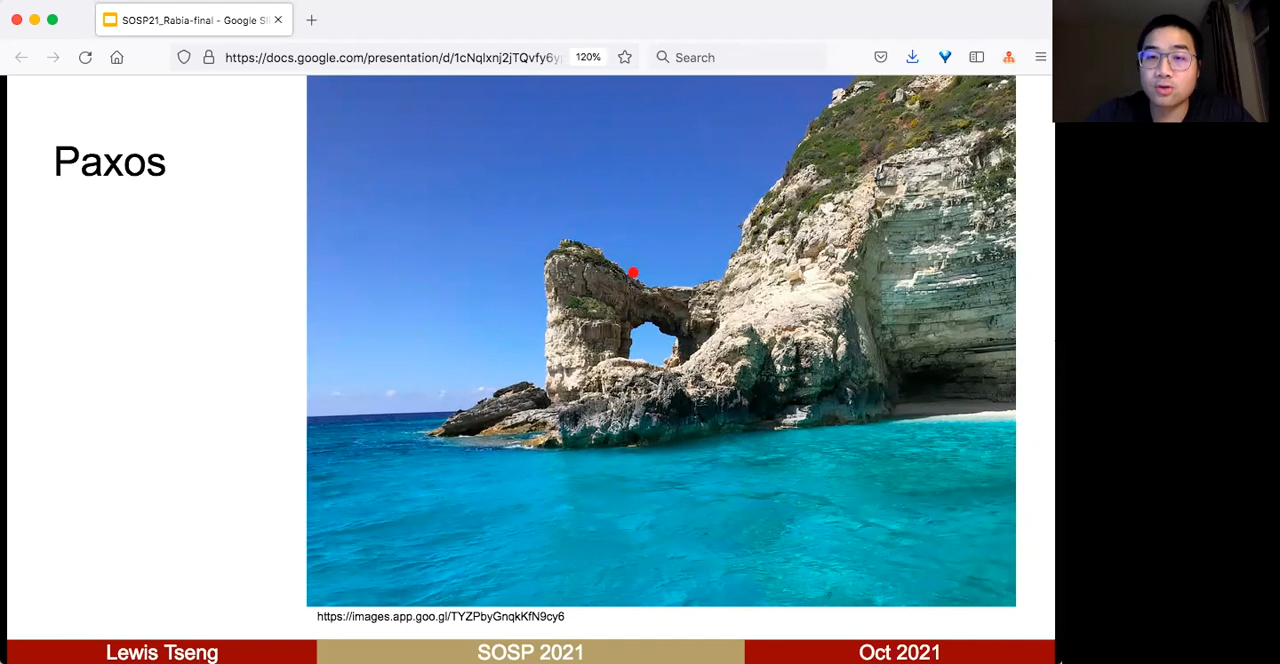 SOSP21_Rabia-final - Google Sli
https://docs.google.com/presentation/d/1cNqlxnj2jTQvfy6y
120%
Search
Paxos
https://images.app.goo.gl/TYZPbyGnqkKfN9cy6
Lewis Tseng
SOSP 2021
Oct 2021